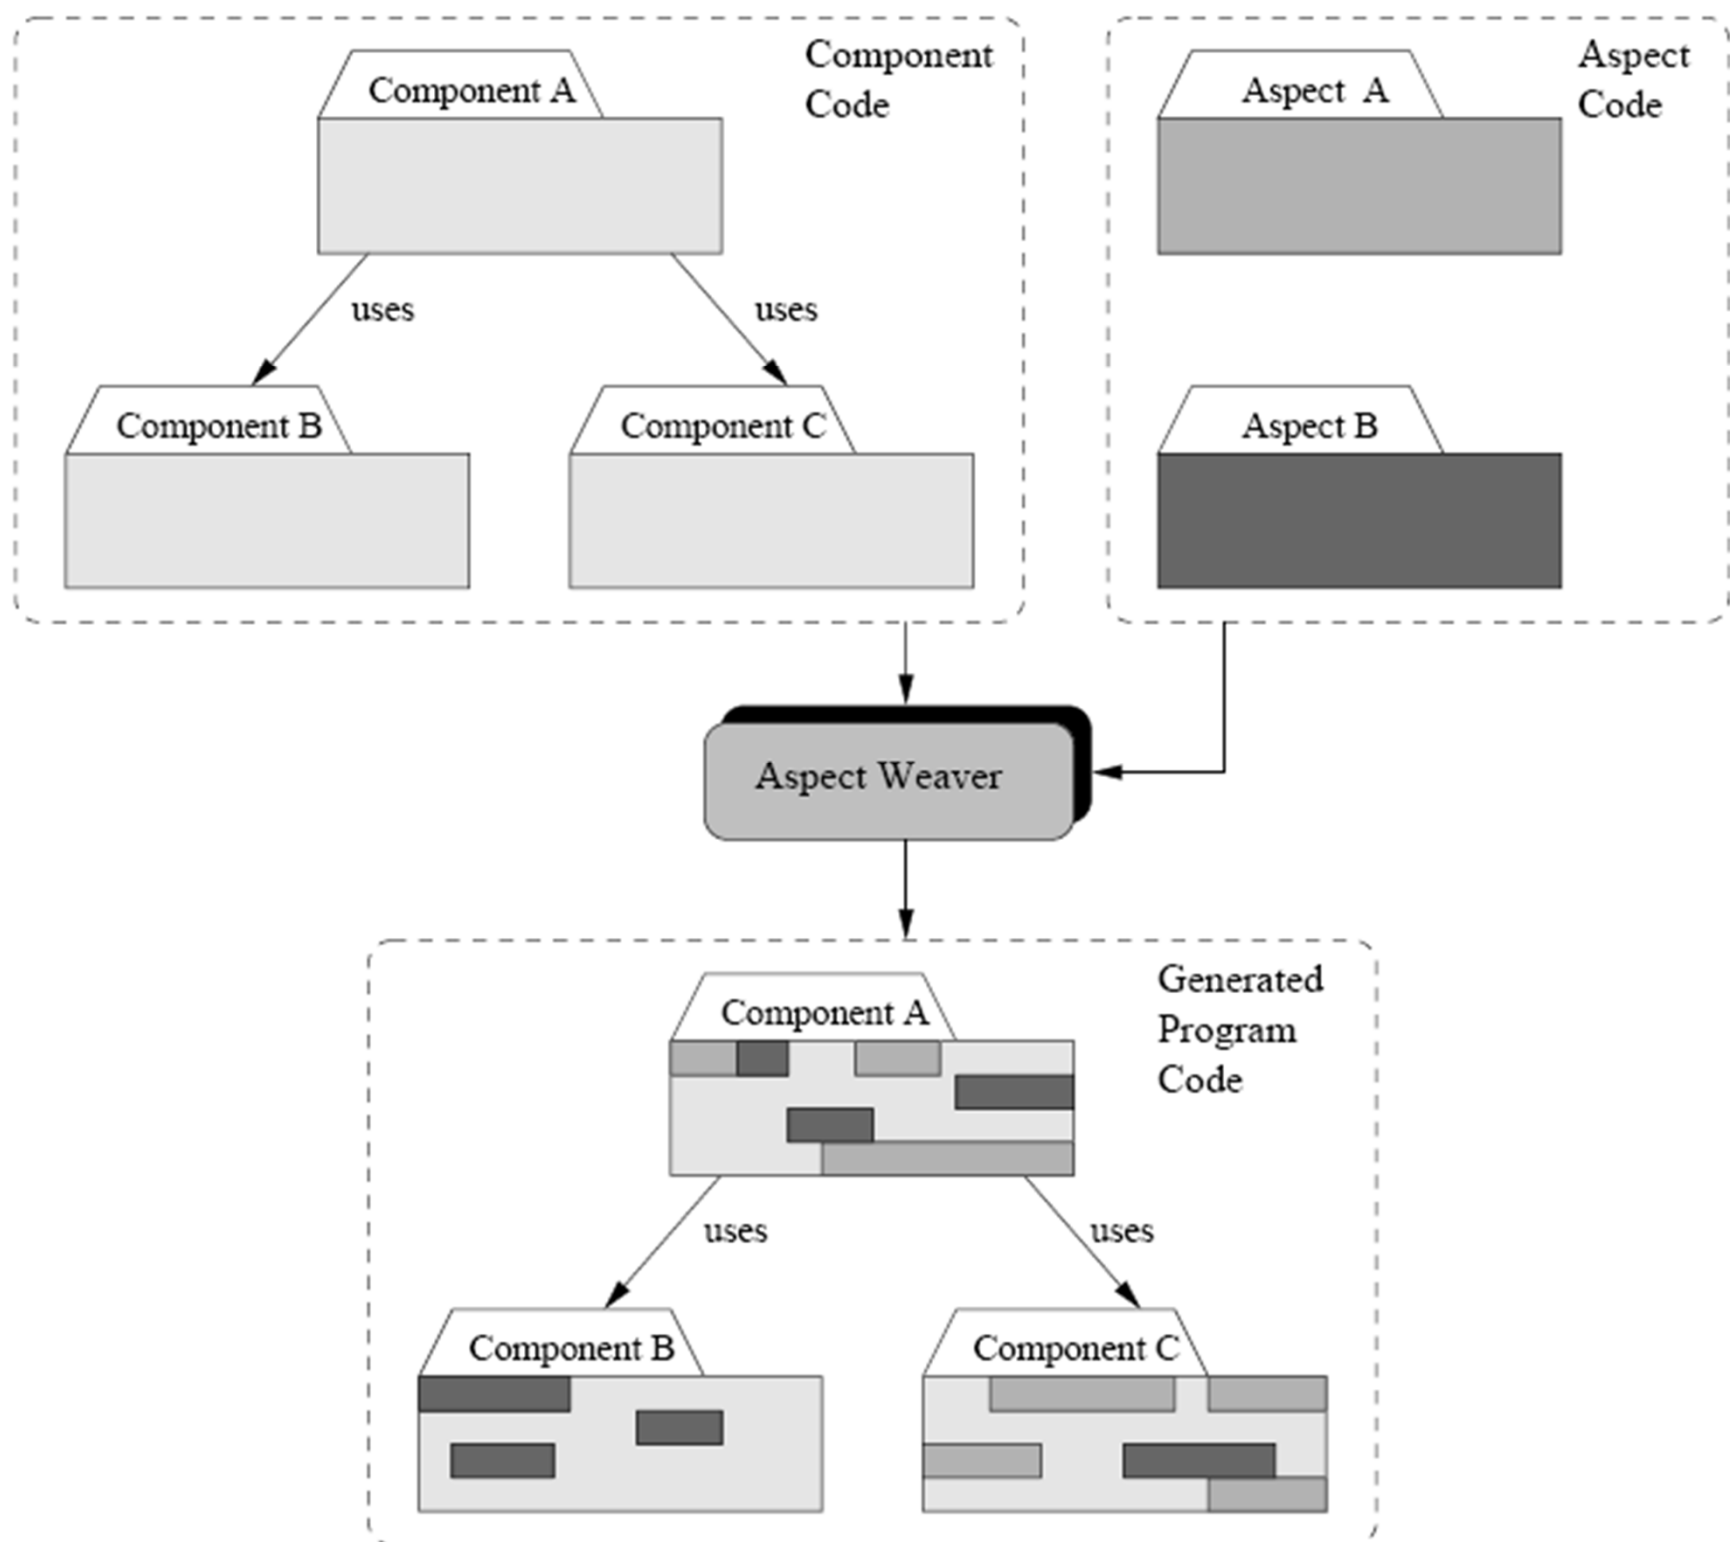 Component A
Component
Code
uses
uses
Component B
Component C
Aspect A
Aspect
Code
Aspect B
Aspect Weaver
Component A
Generated
Program
Code
uses
uses
Component B
Component C